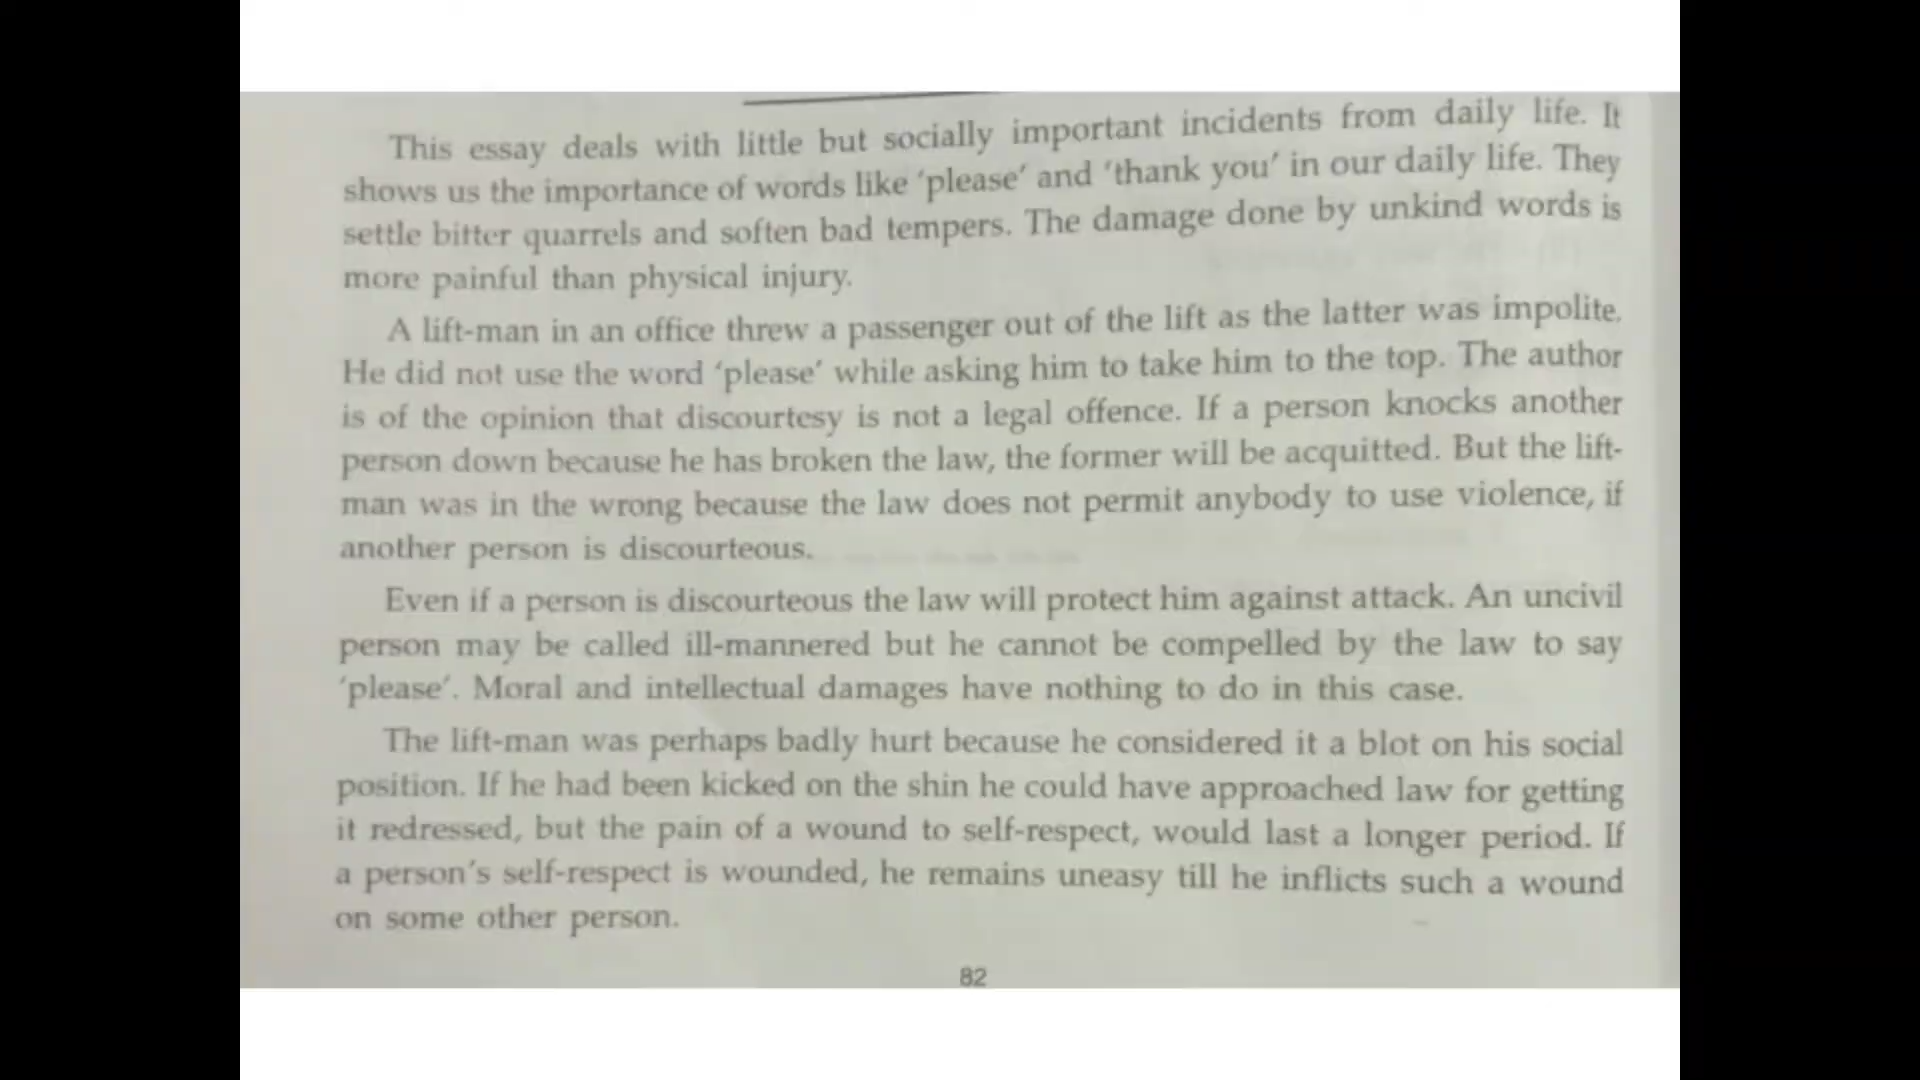 This essay deals with little but socially important incidents from daily life. It
shows us the importance of words like ‘please’ and ‘thank you’ in our daily life. They
settle bitter quarrels and soften bad tempers. The damage done by unkind words is
more painful than physical injury.
A lift-man in an office threw a passenger out of the lift as the latter was impolite.
He did not use the word ‘please’ while asking him to take him to the top. The author
is of the opinion that discourtesy is not a legal offence. If a person knocks another
person down because he has broken the law, the former will be acquitted. But the lift-
man was in the wrong because the law does not permit anybody to use violence, if
another person is discourteous.
Even if a person is discourteous the law will protect him against attack. An uncivil
person may be called ill-mannered but he cannot be compelled by the law to say
‘please’. Moral and intellectual damages have nothing to do in this case.
The lift-man was perhaps badly hurt because he considered it a blot on his social
position. If he had been kicked on the shin he could have approached law for getting
it redressed, but the pain of a wound to self-respect, would last a longer period. If
a person’s self-respect is wounded, he remains uneasy till he inflicts such a wound
on some other person.
82